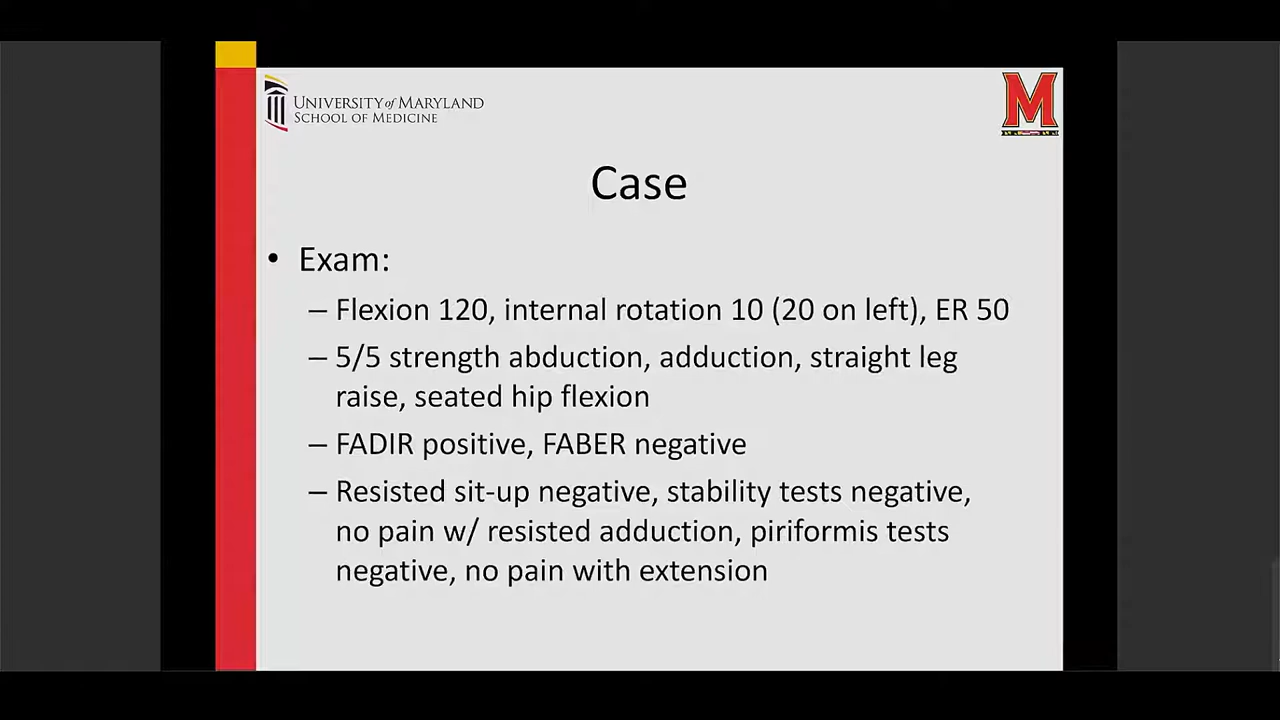 UNIVERSITY of MARYLAND
SCHOOL OF MEDICINE
M
Case
• Exam:
– Flexion 120, internal rotation 10 (20 on left), ER 50
– 5/5 strength abduction, adduction, straight leg
raise, seated hip flexion
– FADIR positive, FABER negative
– Resisted sit-up negative, stability tests negative,
no pain w/ resisted adduction, piriformis tests
negative, no pain with extension